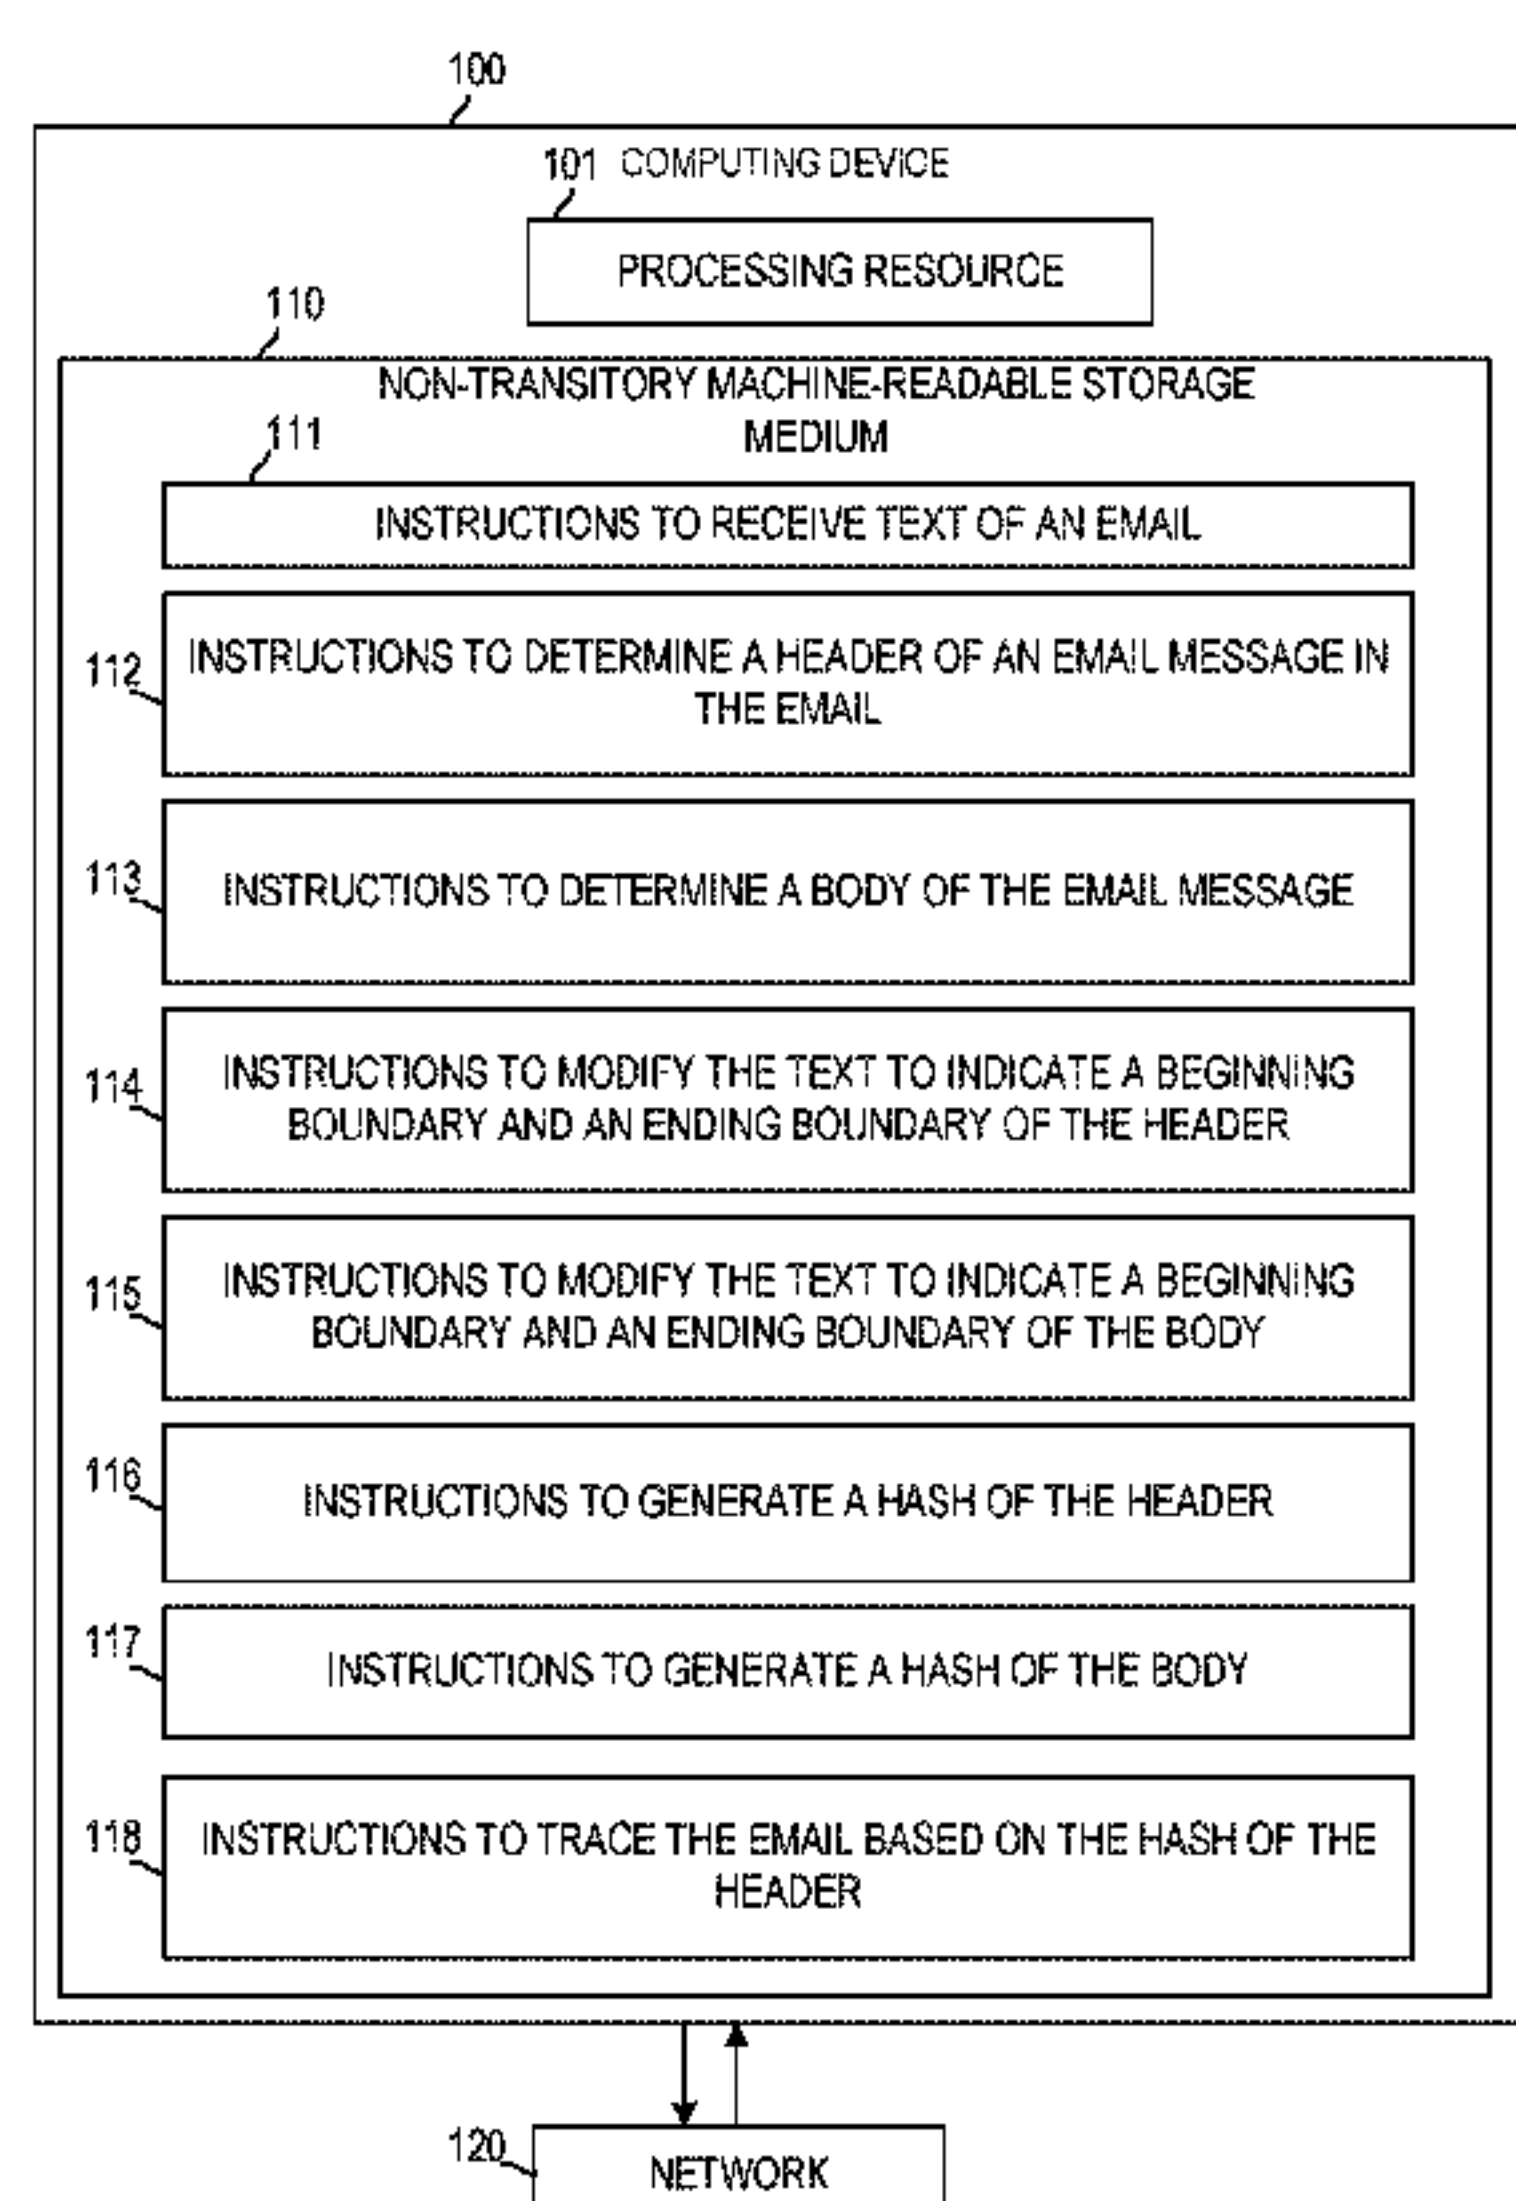 100
101 COMPUTING DEVICE
PROCESSING RESOURCE
110
NON-TRANSITORY MACHINE-READABLE STORAGE
MEDIUM
111
INSTRUCTIONS TO RECEIVE TEXT OF AN EMAIL
112
INSTRUCTIONS TO DETERMINE A HEADER OF AN EMAIL MESSAGE IN
THE EMAIL
113
INSTRUCTIONS TO DETERMINE A BODY OF THE EMAIL MESSAGE
114
INSTRUCTIONS TO MODIFY THE TEXT TO INDICATE A BEGINNING
BOUNDARY AND AN ENDING BOUNDARY OF THE HEADER
115
INSTRUCTIONS TO MODIFY THE TEXT TO INDICATE A BEGINNING
BOUNDARY AND AN ENDING BOUNDARY OF THE BODY
116
INSTRUCTIONS TO GENERATE A HASH OF THE HEADER
117
INSTRUCTIONS TO GENERATE A HASH OF THE BODY
118
INSTRUCTIONS TO TRACE THE EMAIL BASED ON THE HASH OF THE
HEADER
120
NETWORK